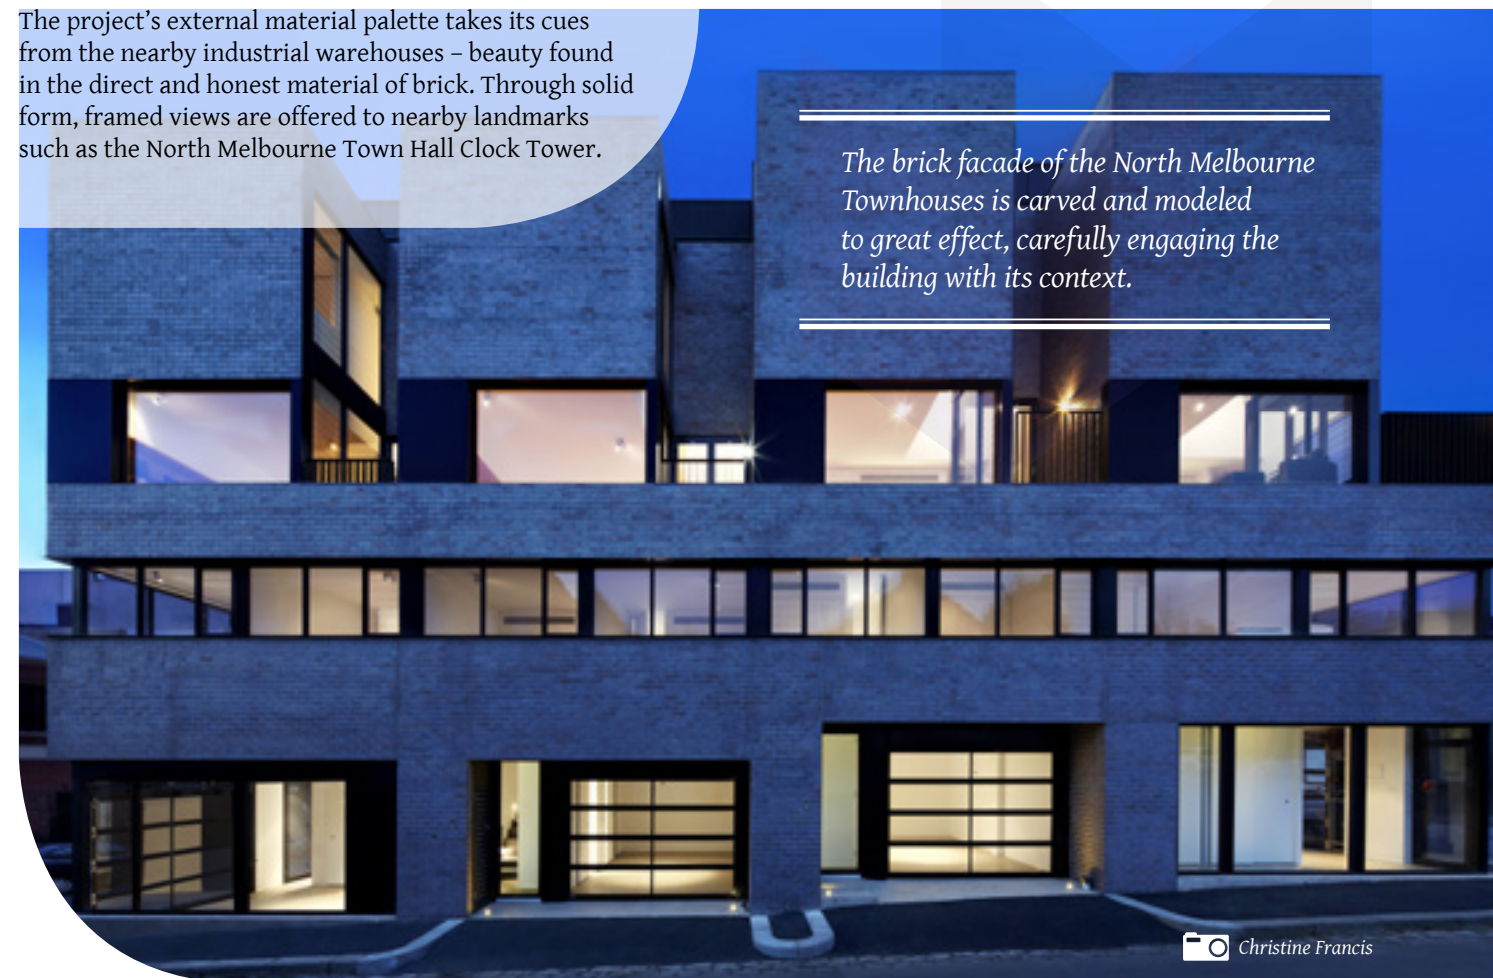 The project’s external material palette takes its cues
from the nearby industrial warehouses – beauty found
in the direct and honest material of brick. Through solid
form, framed views are offered to nearby landmarks
such as the North Melbourne Town Hall Clock Tower.
The brick facade of the North Melbourne
Townhouses is carved and modeled
to great effect, carefully engaging the
building with its context.
Christine Francis